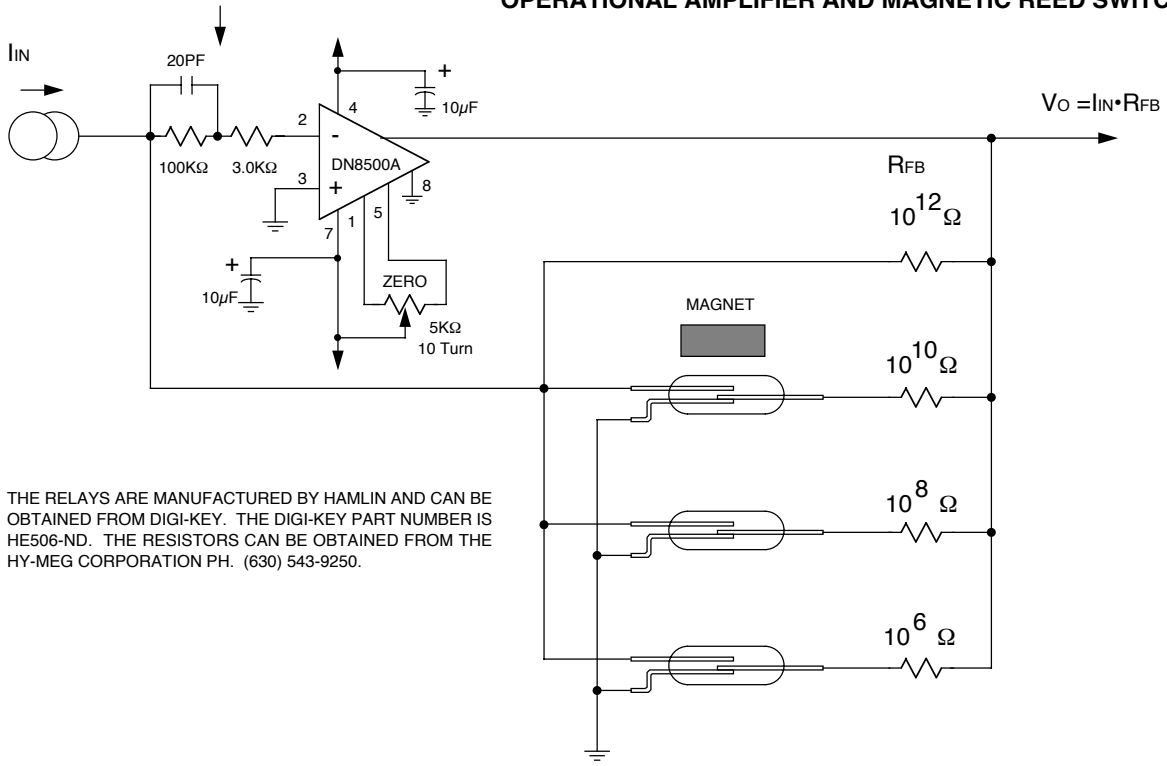 OPERATIONAL AMPLIFIER AND MAGNETIC REED SWITC
IIN
20PF
100KΩ
3.0KΩ
2
-
4
+
10µF
DN8500A
3
+
8
7
1
5
+
10µF
ZERO
5KΩ
10 Turn
VO =IIN•RFB
RFB
10^12 Ω
MAGNET
10^10 Ω
10^8 Ω
10^6 Ω
THE RELAYS ARE MANUFACTURED BY HAMLIN AND CAN BE
OBTAINED FROM DIGI-KEY. THE DIGI-KEY PART NUMBER IS
HE506-ND. THE RESISTORS CAN BE OBTAINED FROM THE
HY-MEG CORPORATION PH. (630) 543-9250.